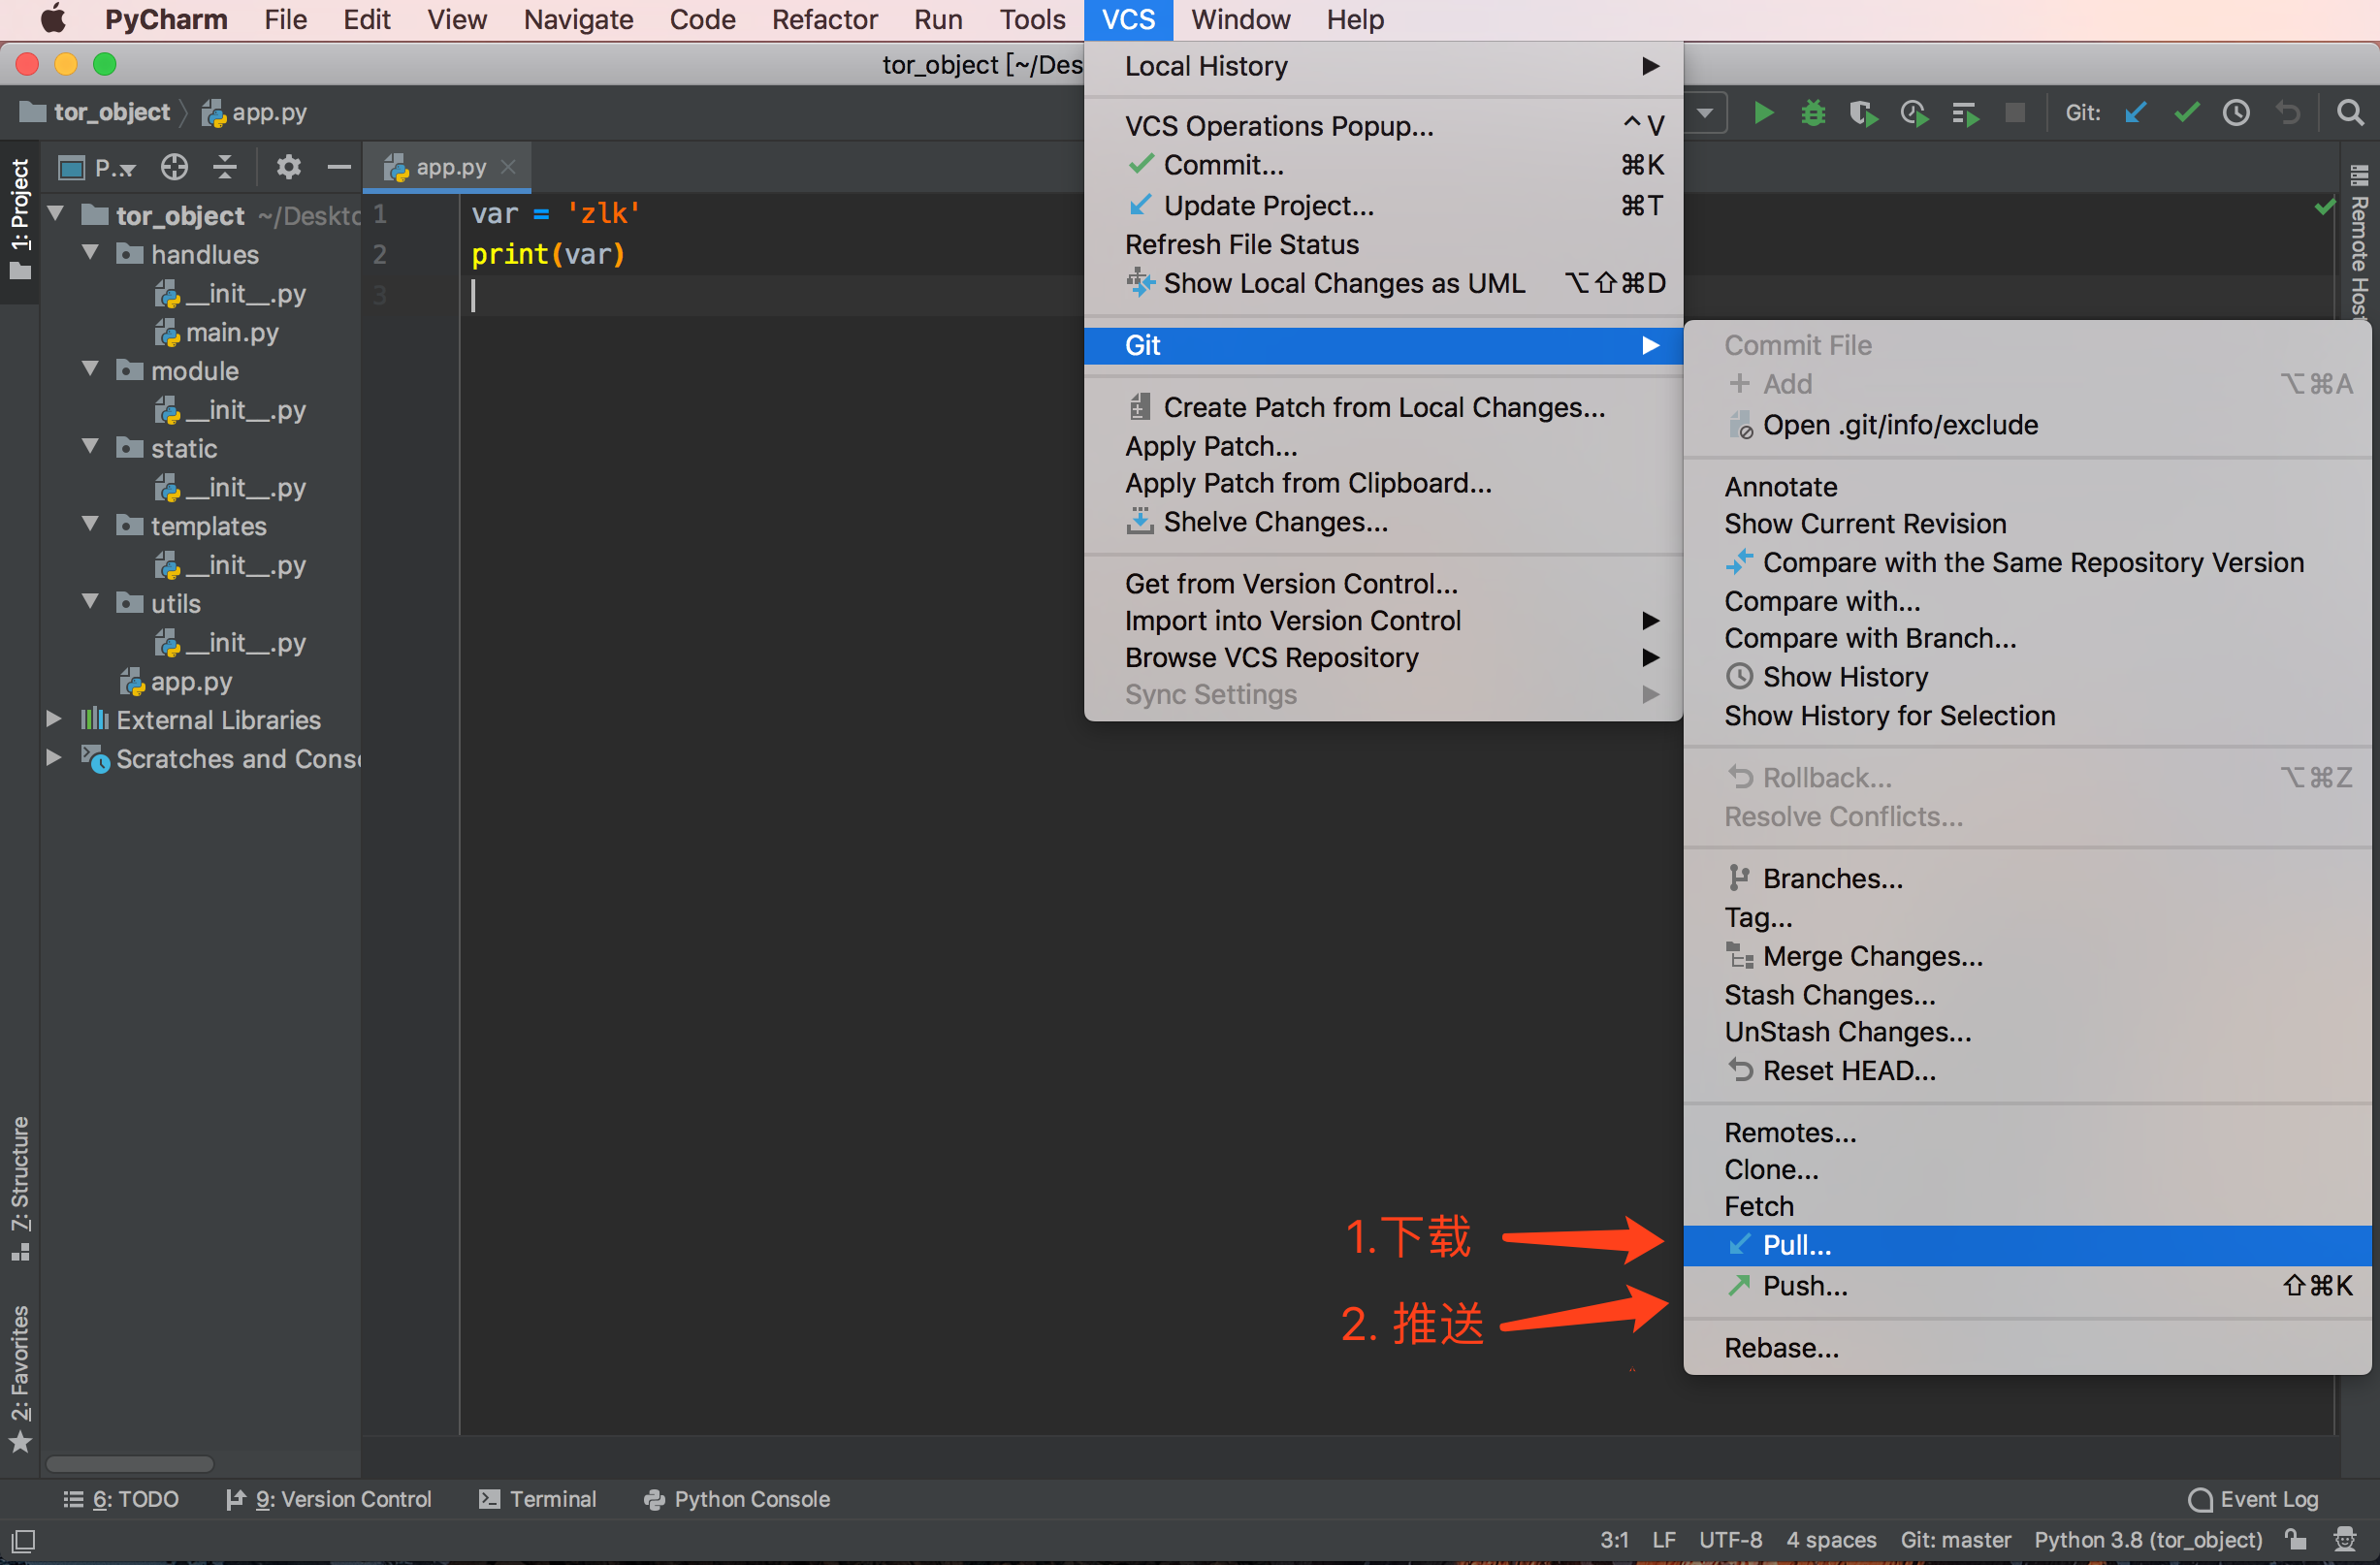 PyCharm File Edit View Navigate Code Refactor Run Tools VCS Window Help
tor_object [~/Des
tor_object app.py
Git:
P...
app.py
1: Project
tor_object ~/Desktc
handlues
__init__.py
main.py
module
__init__.py
static
__init__.py
templates
__init__.py
utils
__init__.py
app.py
External Libraries
Scratches and Cons
7: Structure
2: Favorites
1 var = 'zlk'
2 print(var)
3
Local History
VCS Operations Popup... ^V
Commit... ⌘K
Update Project... ⌘T
Refresh File Status
Show Local Changes as UML ⌥⇧⌘D
Git
Create Patch from Local Changes...
Apply Patch...
Apply Patch from Clipboard...
Shelve Changes...
Get from Version Control...
Import into Version Control
Browse VCS Repository
Sync Settings
Remote Host
Commit File
Add ⌥⌘A
Open .git/info/exclude
Annotate
Show Current Revision
Compare with the Same Repository Version
Compare with...
Compare with Branch...
Show History
Show History for Selection
Rollback... ⌥⌘Z
Resolve Conflicts...
Branches...
Tag...
Merge Changes...
Stash Changes...
UnStash Changes...
Reset HEAD...
Remotes...
Clone...
Fetch
Pull...
Push... ⇧⌘K
Rebase...
1.下载
2. 推送
6: TODO 9: Version Control Terminal Python Console Event Log
3:1 LF UTF-8 4 spaces Git: master Python 3.8 (tor_object)